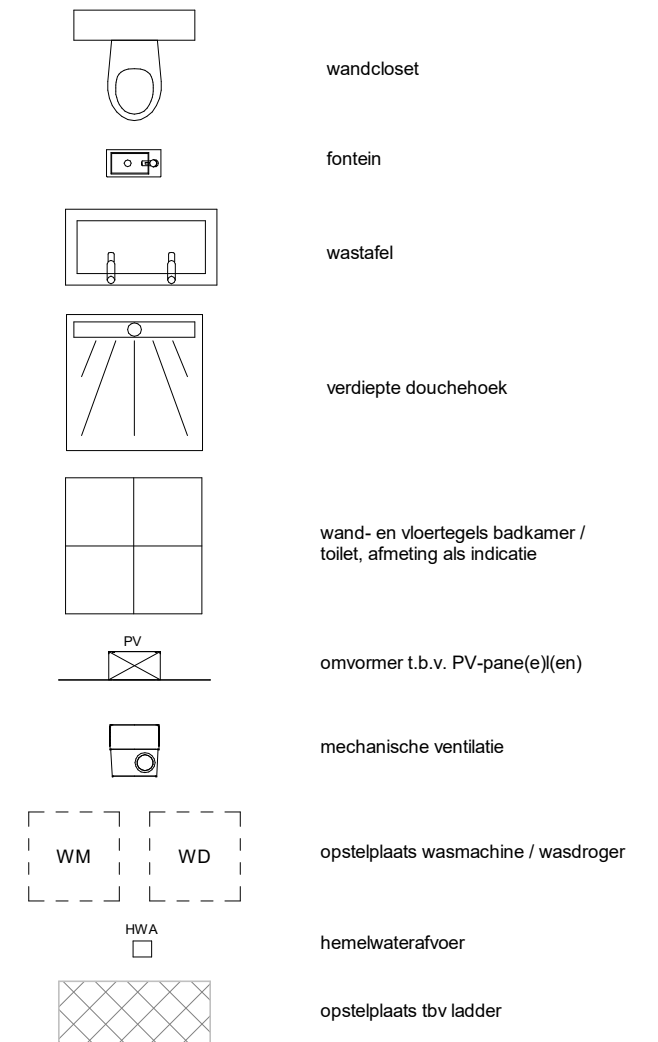 wandcloset
fontein
wastafel
verdiepte douchehoek
wand- en vloertegels badkamer /
toilet, afmeting als indicatie
PV
omvormer t.b.v. PV-pane(e)l(en)
mechanische ventilatie
WM WD opstelplaats wasmachine / wasdroger
HWA
hemelwaterafvoer
opstelplaats tbv ladder